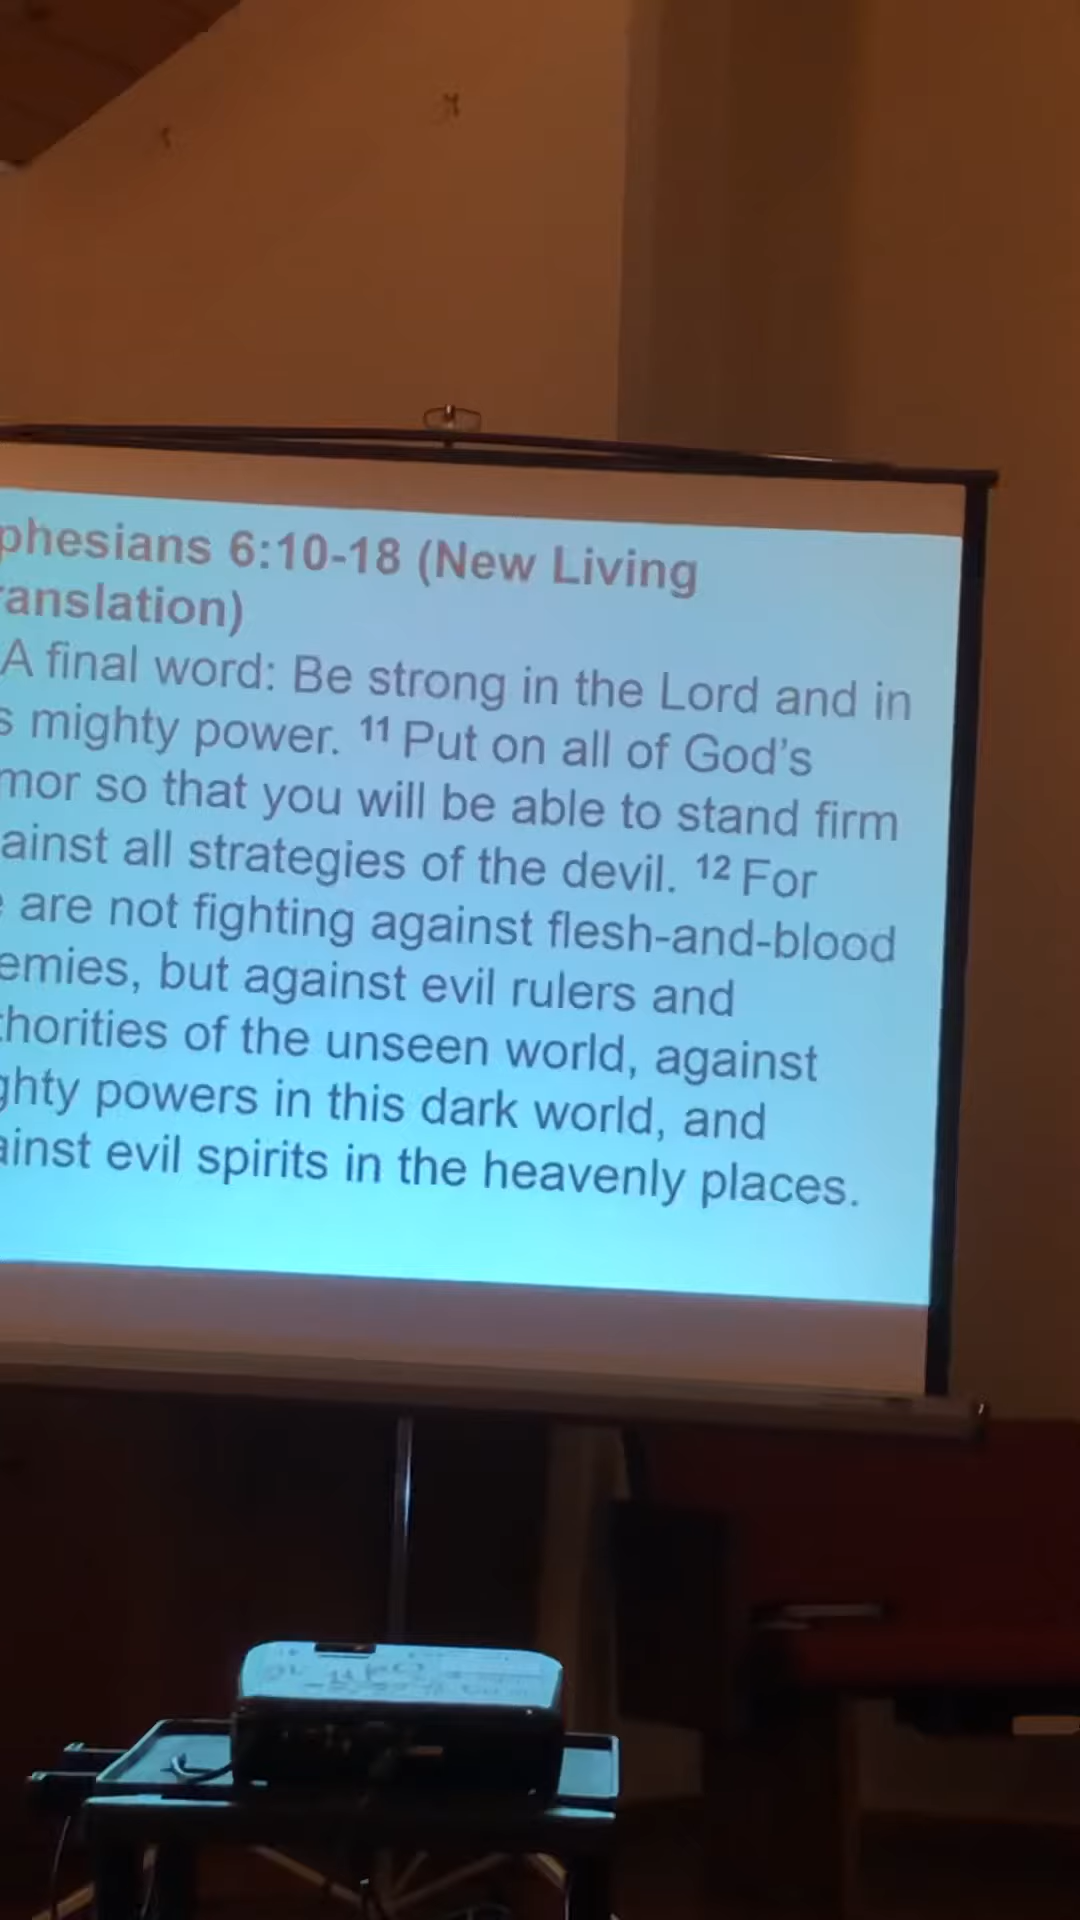 phesians 6:10-18 (New Living
anslation)
A final word: Be strong in the Lord and in
s mighty power. 11 Put on all of God's
mor so that you will be able to stand firm
ainst all strategies of the devil. 12 For
are not fighting against flesh-and-blood
emies, but against evil rulers and
horities of the unseen world, against
ghty powers in this dark world, and
ainst evil spirits in the heavenly places.